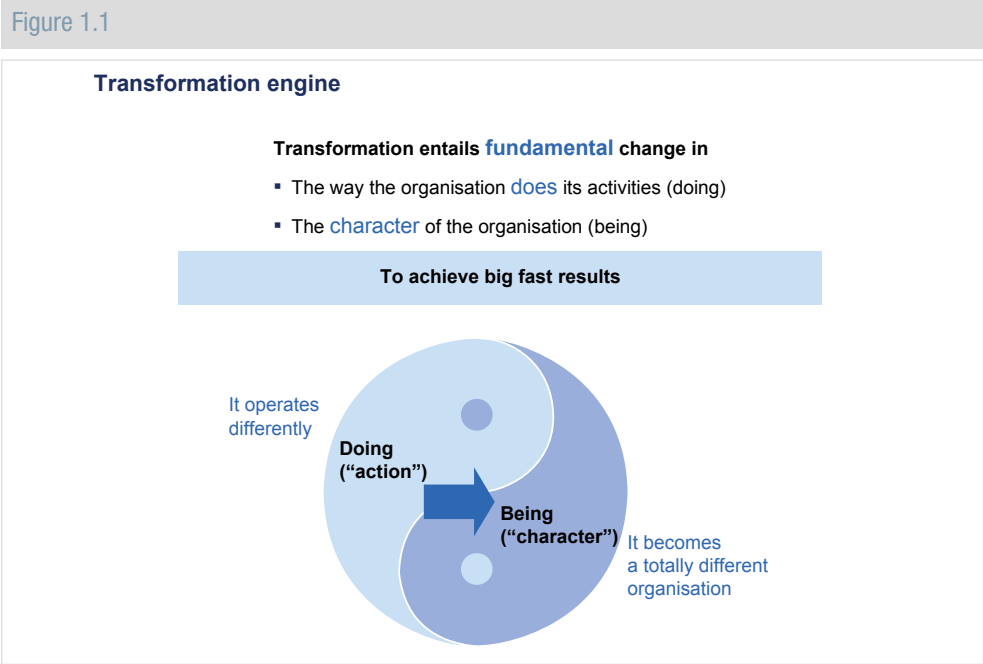 Figure 1.1
Transformation engine
Transformation entails fundamental change in
▪ The way the organisation does its activities (doing)
▪ The character of the organisation (being)
To achieve big fast results
It operates
differently
Doing
(“action”)
Being
(“character”)
It becomes
a totally different
organisation